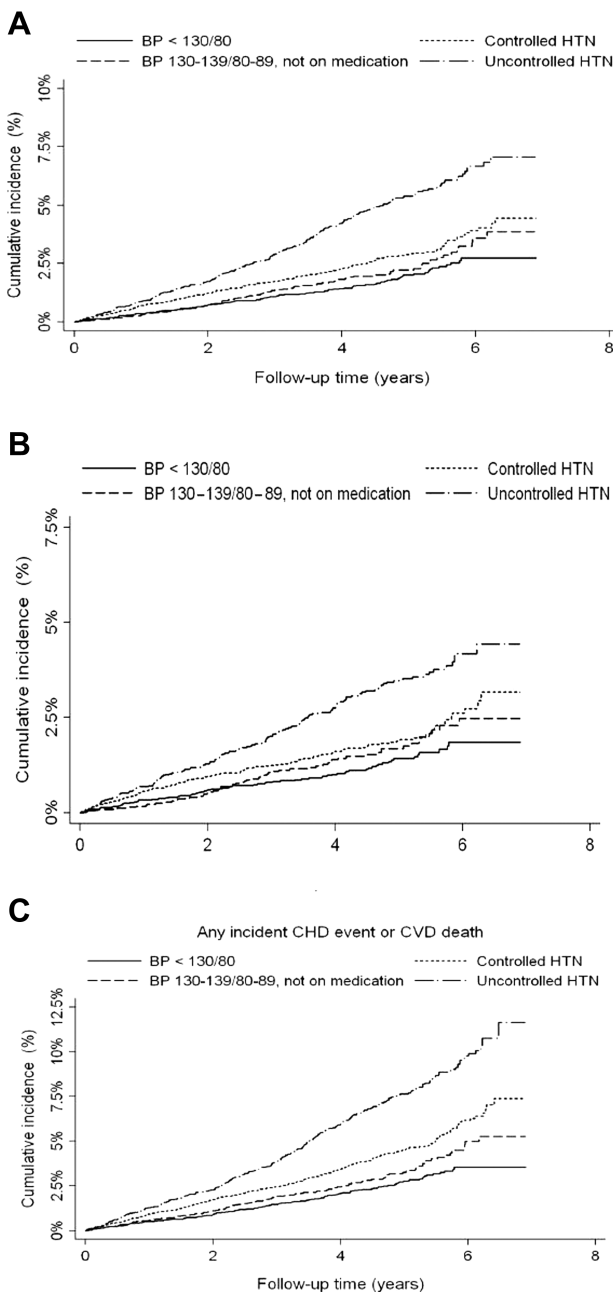 A
BP < 130/80 Controlled HTN
BP 130-139/80-89, not on medication Uncontrolled HTN
10%
7.5%
5%
2.5%
0%
Cumulative incidence (%)
0 2 4 6 8
Follow-up time (years)
B
BP < 130/80 Controlled HTN
BP 130–139/80–89, not on medication Uncontrolled HTN
7.5%
5%
2.5%
0%
Cumulative incidence (%)
0 2 4 6 8
C
Any incident CHD event or CVD death
BP < 130/80 Controlled HTN
BP 130-139/80-89, not on medication Uncontrolled HTN
12.5%
10%
7.5%
5%
2.5%
0%
Cumulative incidence (%)
0 2 4 6 8
Follow-up time (years)